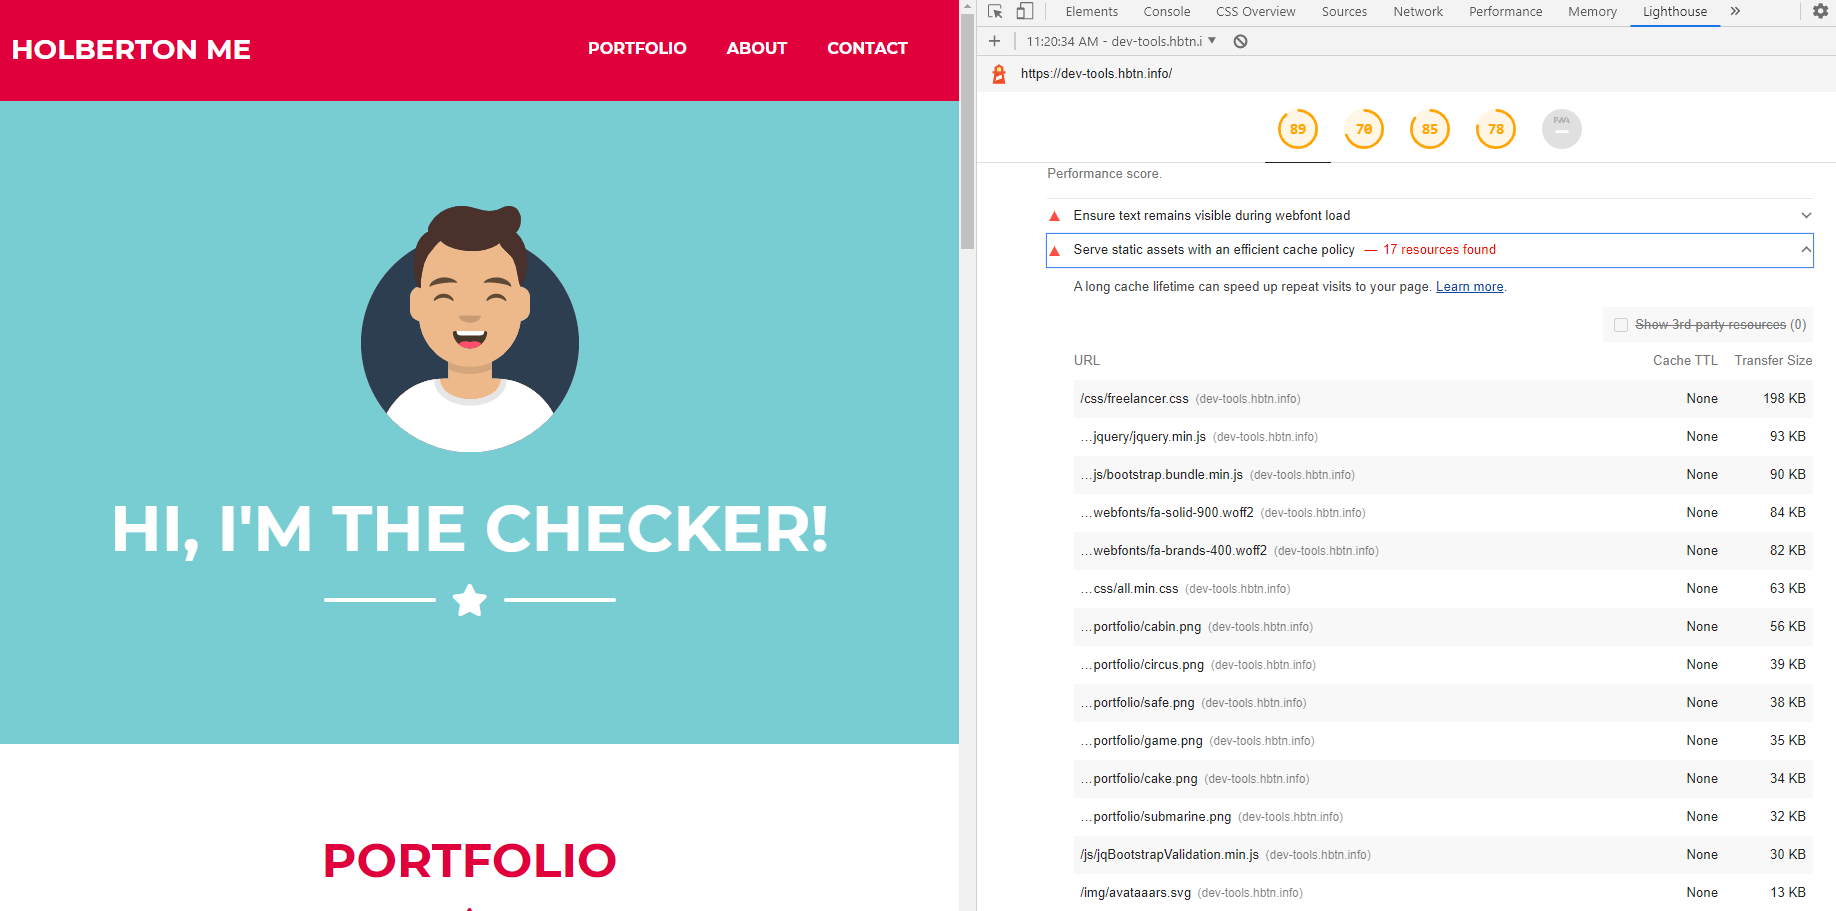 HOLBERTON ME
PORTFOLIO ABOUT CONTACT
HI, I'M THE CHECKER!
PORTFOLIO
Elements Console CSS Overview Sources Network Performance Memory Lighthouse »
11:20:34 AM - dev-tools.hbtn.i
https://dev-tools.hbtn.info/
89 70 85 78 PWA
Performance score.
Ensure text remains visible during webfont load
Serve static assets with an efficient cache policy — 17 resources found
A long cache lifetime can speed up repeat visits to your page. Learn more.
Show 3rd-party resources (0)
URL Cache TTL Transfer Size
/css/freelancer.css (dev-tools.hbtn.info) None 198 KB
…jquery/jquery.min.js (dev-tools.hbtn.info) None 93 KB
…js/bootstrap.bundle.min.js (dev-tools.hbtn.info) None 90 KB
…webfonts/fa-solid-900.woff2 (dev-tools.hbtn.info) None 84 KB
…webfonts/fa-brands-400.woff2 (dev-tools.hbtn.info) None 82 KB
…css/all.min.css (dev-tools.hbtn.info) None 63 KB
…portfolio/cabin.png (dev-tools.hbtn.info) None 56 KB
…portfolio/circus.png (dev-tools.hbtn.info) None 39 KB
…portfolio/safe.png (dev-tools.hbtn.info) None 38 KB
…portfolio/game.png (dev-tools.hbtn.info) None 35 KB
…portfolio/cake.png (dev-tools.hbtn.info) None 34 KB
…portfolio/submarine.png (dev-tools.hbtn.info) None 32 KB
/js/jqBootstrapValidation.min.js (dev-tools.hbtn.info) None 30 KB
/img/avataaars.svg (dev-tools.hbtn.info) None 13 KB